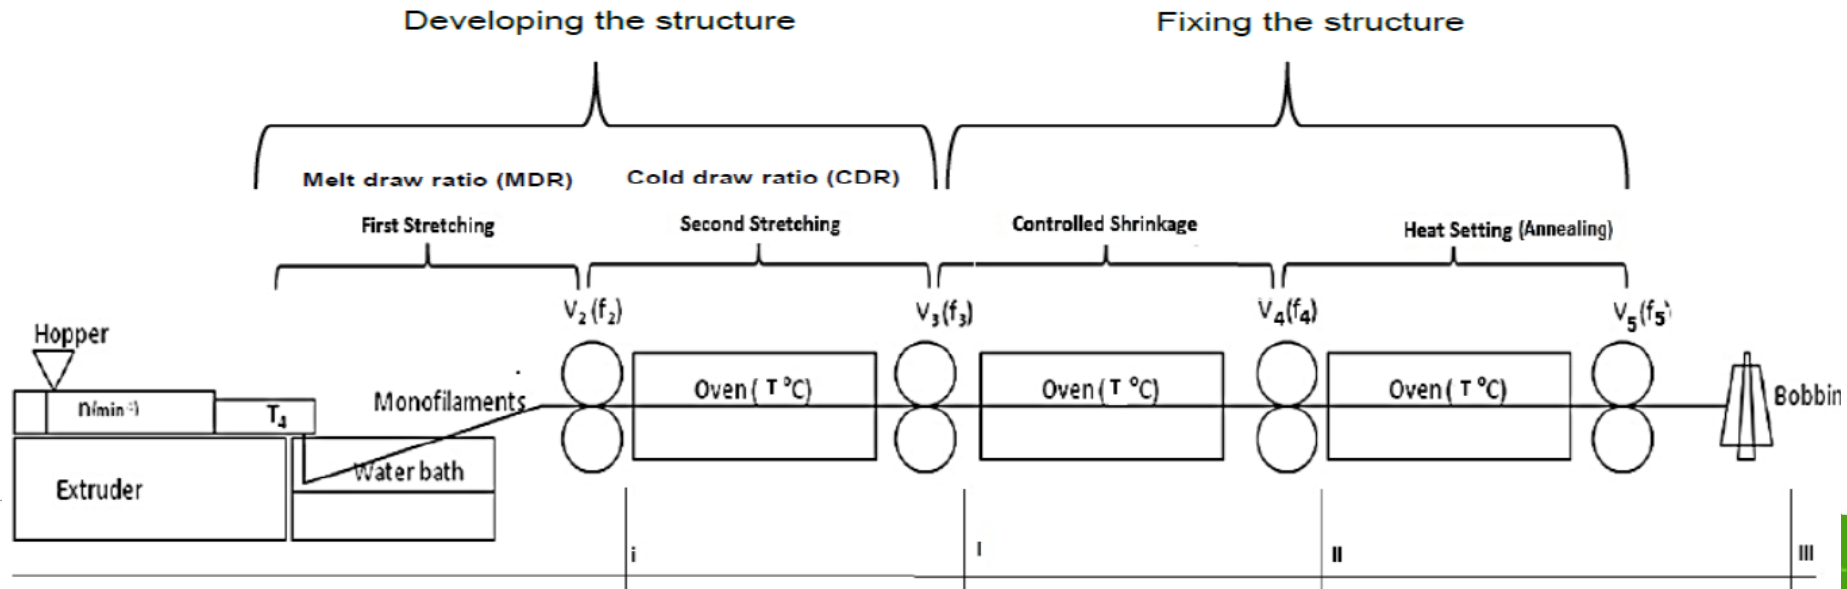 Developing the structure
Fixing the structure
Melt draw ratio (MDR)
Cold draw ratio (CDR)
First Stretching
Second Stretching
Controlled Shrinkage
Heat Setting (Annealing)
V₂(f₂)
V₃(f₃)
V₄(f₄)
V₅(f₅)
Hopper
n(min⁻¹)
T₄
Monofilaments
Oven ( T °C)
Oven ( T °C)
Oven ( T °C)
Bobbin
Extruder
Water bath
i
I
II
III